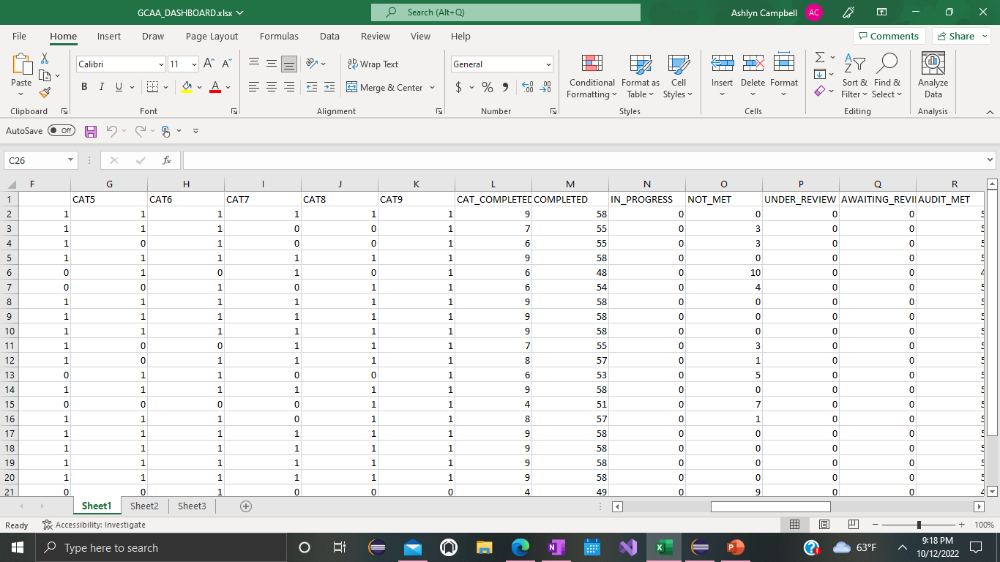 GCAA_DASHBOARD.xlsx
Search (Alt+Q)
Ashlyn Campbell AC
File Home Insert Draw Page Layout Formulas Data Review View Help Comments Share
Paste
Calibri 11
B I U
Wrap Text
Merge & Center
General
$ %
Conditional Formatting
Format as Table
Cell Styles
Insert Delete Format
Sort & Filter
Find & Select
Analyze Data
Clipboard Font Alignment Number Styles Cells Editing Analysis
AutoSave Off
C26 fx
F G H I J K L M N O P Q R
1 CAT5 CAT6 CAT7 CAT8 CAT9 CAT_COMPLETED COMPLETED IN_PROGRESS NOT_MET UNDER_REVIEW AWAITING_REVI AUDIT_MET
2 1 1 1 1 1 1 9 58 0 0 0 0 5
3 1 1 1 0 0 1 7 55 0 3 0 0 5
4 1 0 1 0 0 1 6 55 0 3 0 0 5
5 1 1 1 1 1 1 9 58 0 0 0 0 5
6 0 1 0 1 0 1 6 48 0 10 0 0 4
7 0 0 1 0 1 1 6 54 0 4 0 0 5
8 1 1 1 1 1 1 9 58 0 0 0 0 5
9 1 1 1 1 1 1 9 58 0 0 0 0 5
10 1 1 1 1 1 1 9 58 0 0 0 0 5
11 1 0 0 1 1 1 7 55 0 3 0 0 5
12 1 0 1 1 1 1 8 57 0 1 0 0 5
13 0 1 1 0 0 1 6 53 0 5 0 0 5
14 1 1 1 1 1 1 9 58 0 0 0 0 5
15 0 0 0 0 1 1 4 51 0 7 0 0 5
16 1 1 1 0 1 1 8 57 0 1 0 0 5
17 1 1 1 1 1 1 9 58 0 0 0 0 5
18 1 1 1 1 1 1 9 58 0 0 0 0 5
19 1 1 1 1 1 1 9 58 0 0 0 0 5
20 1 1 1 1 1 1 9 58 0 0 0 0 5
21 0 0 1 0 0 0 4 49 0 9 0 0 4
Sheet1 Sheet2 Sheet3
Ready Accessibility: Investigate 100%
Type here to search
63°F
9:18 PM
10/12/2022